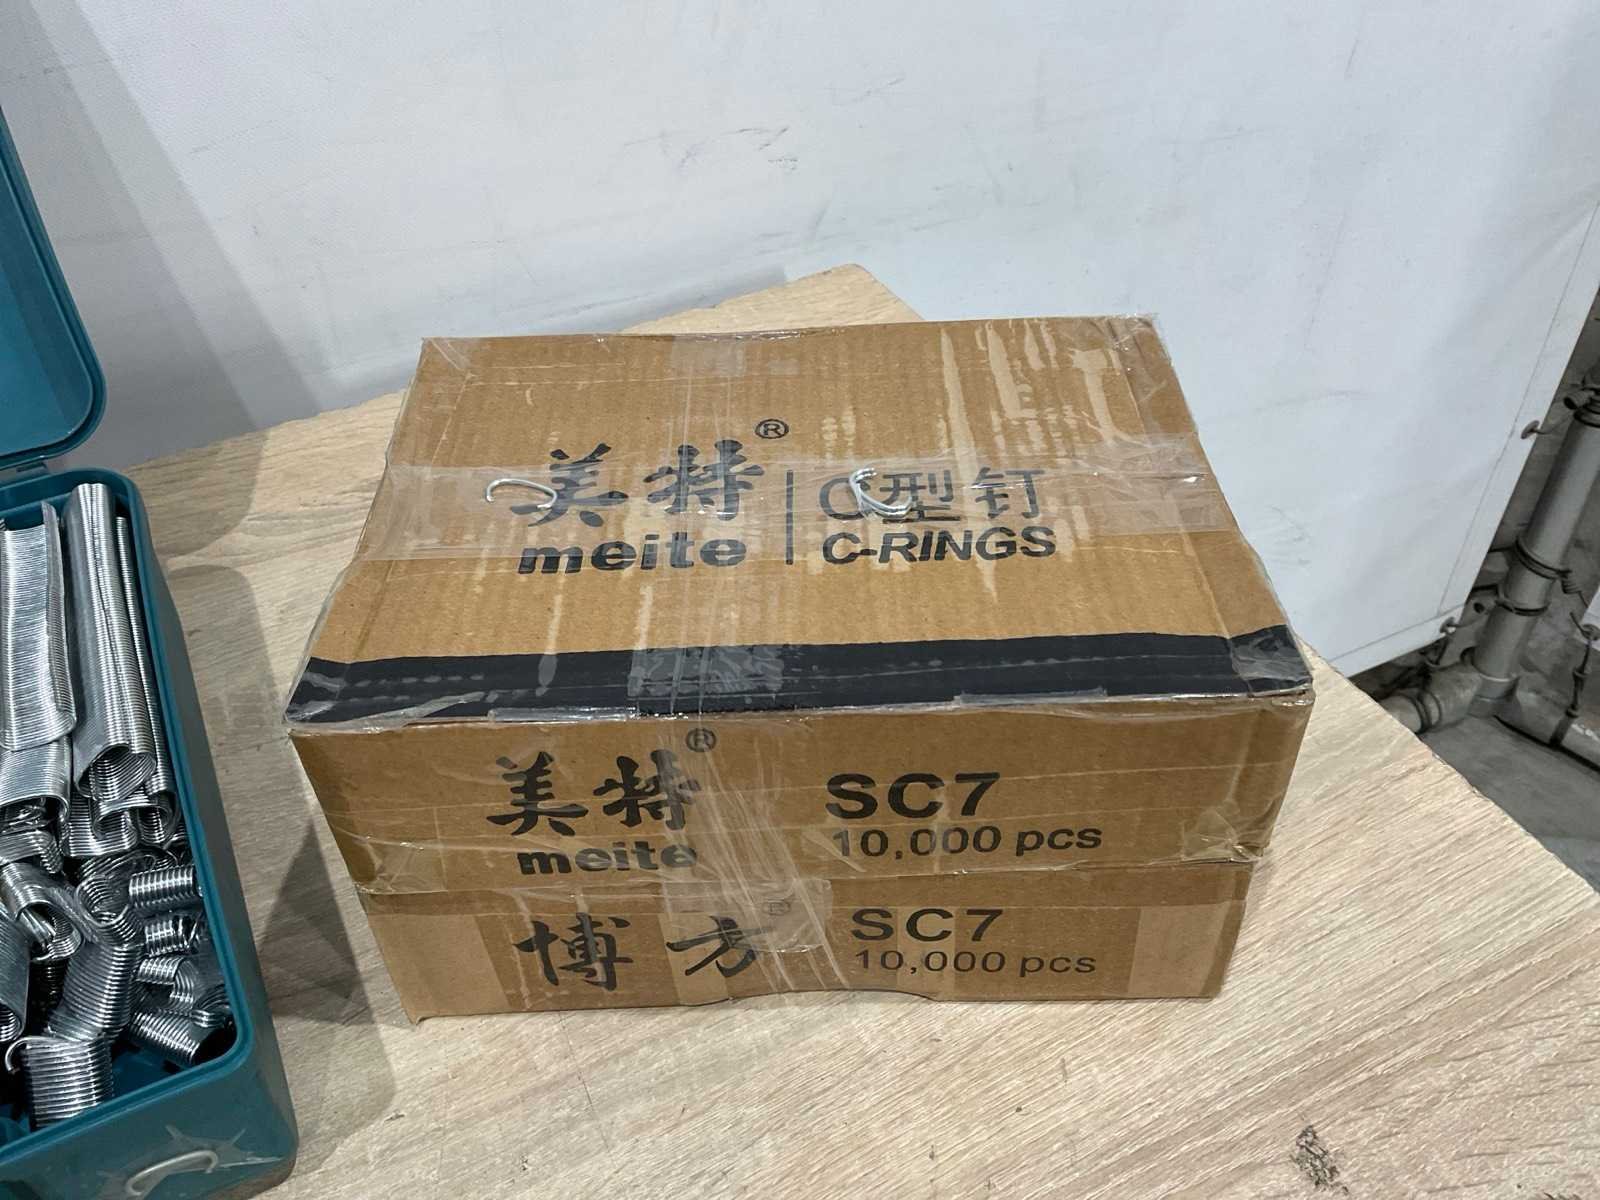 美特®
meite
C型钉
C-RINGS
美特®
meite
SC7
10,000 pcs
博方®
SC7
10,000 pcs